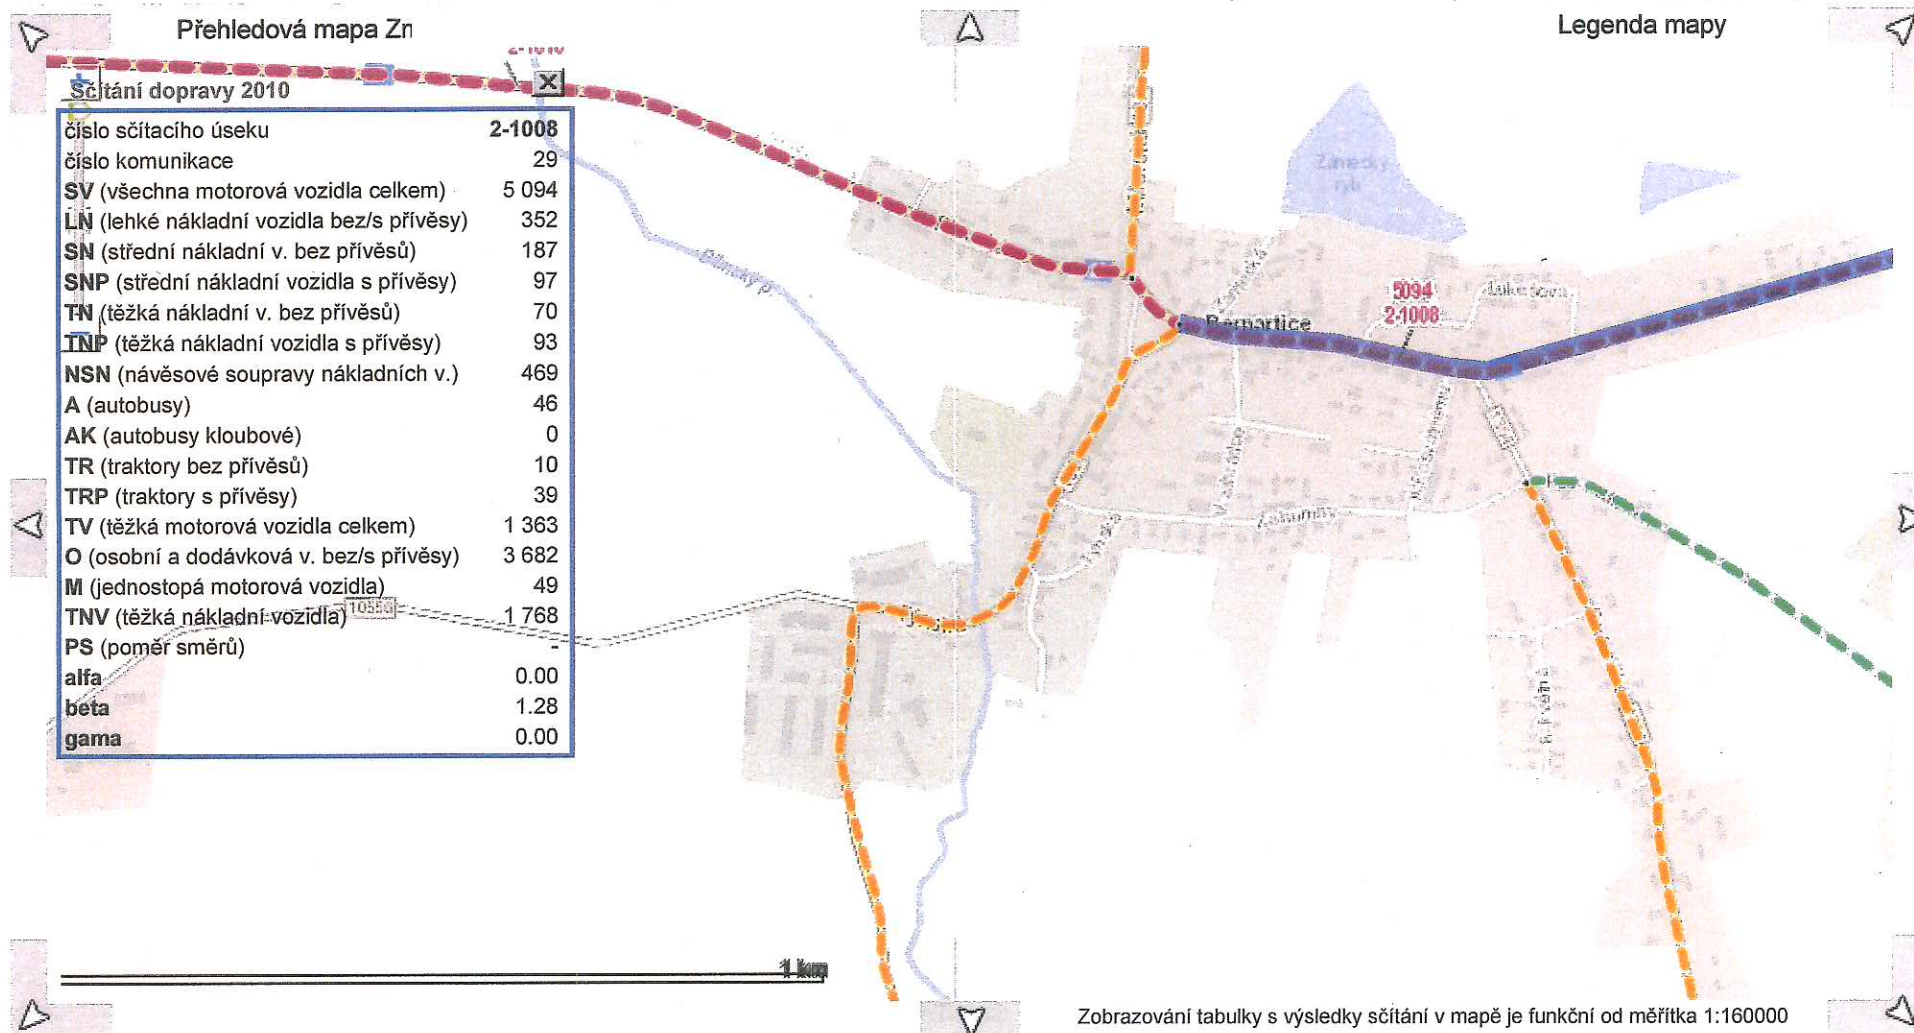 Přehledová mapa Zn
Legenda mapy
2-1010
Sčítání dopravy 2010
číslo sčítacího úseku 2-1008
číslo komunikace 29
SV (všechna motorová vozidla celkem) 5 094
LN (lehké nákladní vozidla bez/s přívěsy) 352
SN (střední nákladní v. bez přívěsů) 187
SNP (střední nákladní vozidla s přívěsy) 97
TN (těžká nákladní v. bez přívěsů) 70
TNP (těžká nákladní vozidla s přívěsy) 93
NSN (návěsové soupravy nákladních v.) 469
A (autobusy) 46
AK (autobusy kloubové) 0
TR (traktory bez přívěsů) 10
TRP (traktory s přívěsy) 39
TV (těžká motorová vozidla celkem) 1 363
O (osobní a dodávková v. bez/s přívěsy) 3 682
M (jednostopá motorová vozidla) 49
TNV (těžká nákladní vozidla) 1 768
PS (poměr směrů) -
alfa 0.00
beta 1.28
gama 0.00
Zámecký
ryb.
5094
2-1008
Bernartice
1 km
Zobrazování tabulky s výsledky sčítání v mapě je funkční od měřítka 1:160000